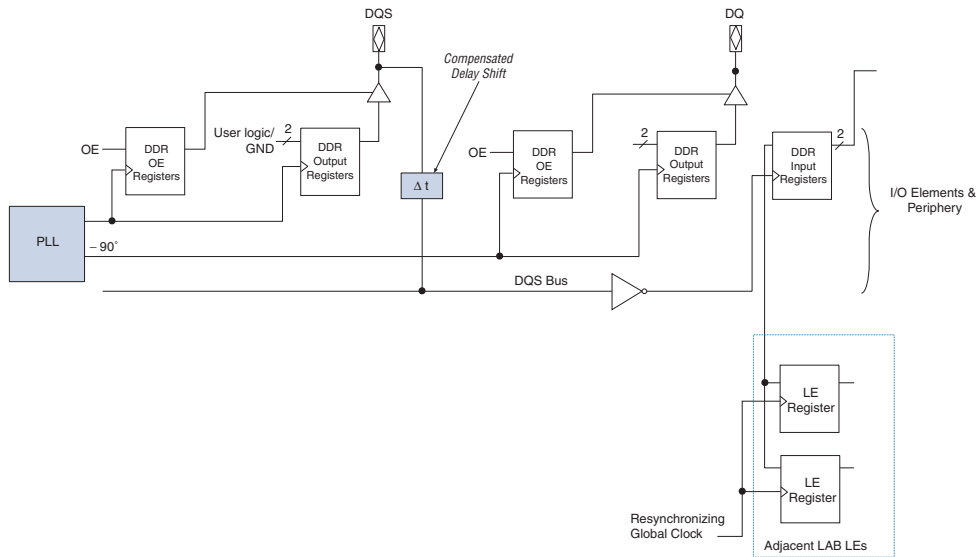 DQS
DQ
Compensated
Delay Shift
2
User logic/
GND
2
2
OE
DDR
OE
Registers
DDR
Output
Registers
OE
DDR
OE
Registers
DDR
Output
Registers
DDR
Input
Registers
Δ t
I/O Elements &
Periphery
PLL
– 90˚
DQS Bus
LE
Register
LE
Register
Resynchronizing
Global Clock
Adjacent LAB LEs